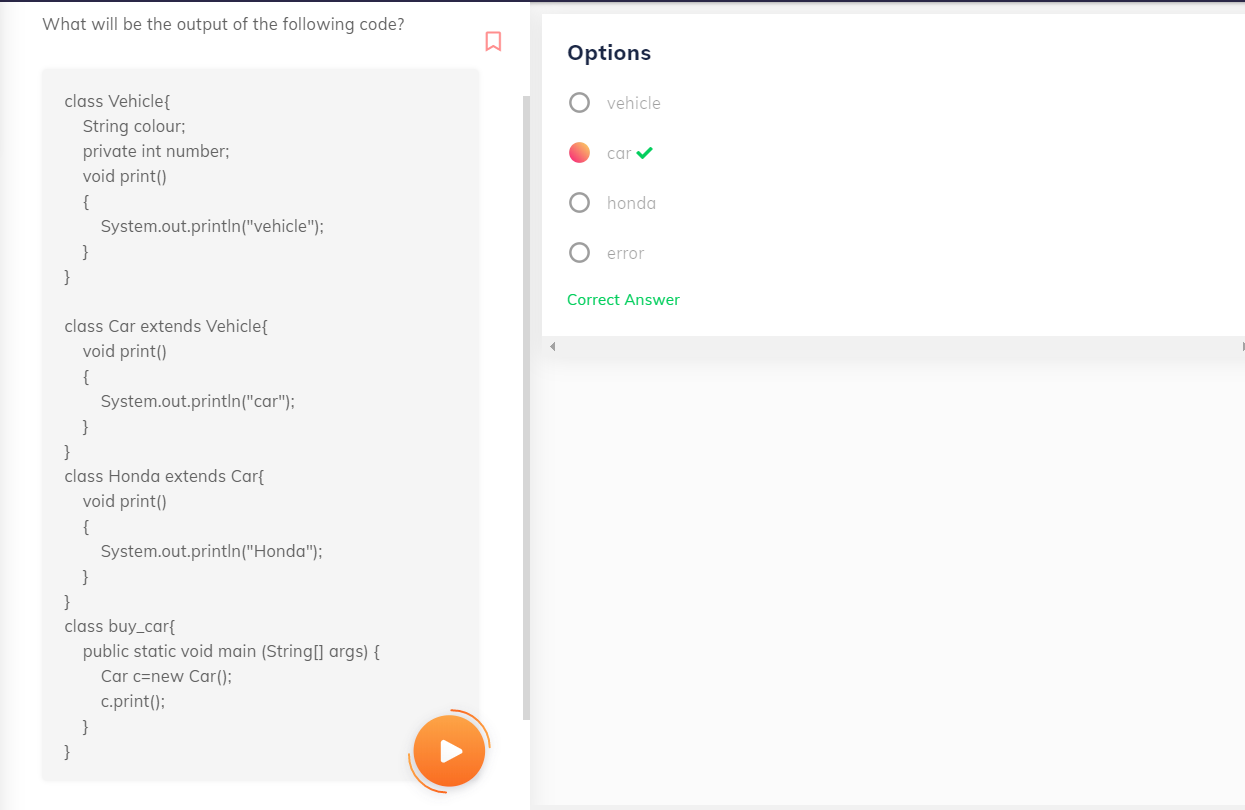 What will be the output of the following code?
class Vehicle{
String colour;
private int number;
void print()
{
System.out.println("vehicle");
}
}
class Car extends Vehicle{
void print()
{
System.out.println("car");
}
}
class Honda extends Car{
void print()
{
System.out.println("Honda");
}
}
class buy_car{
public static void main (String[] args) {
Car c=new Car();
c.print();
}
}
Options
vehicle
car
honda
error
Correct Answer